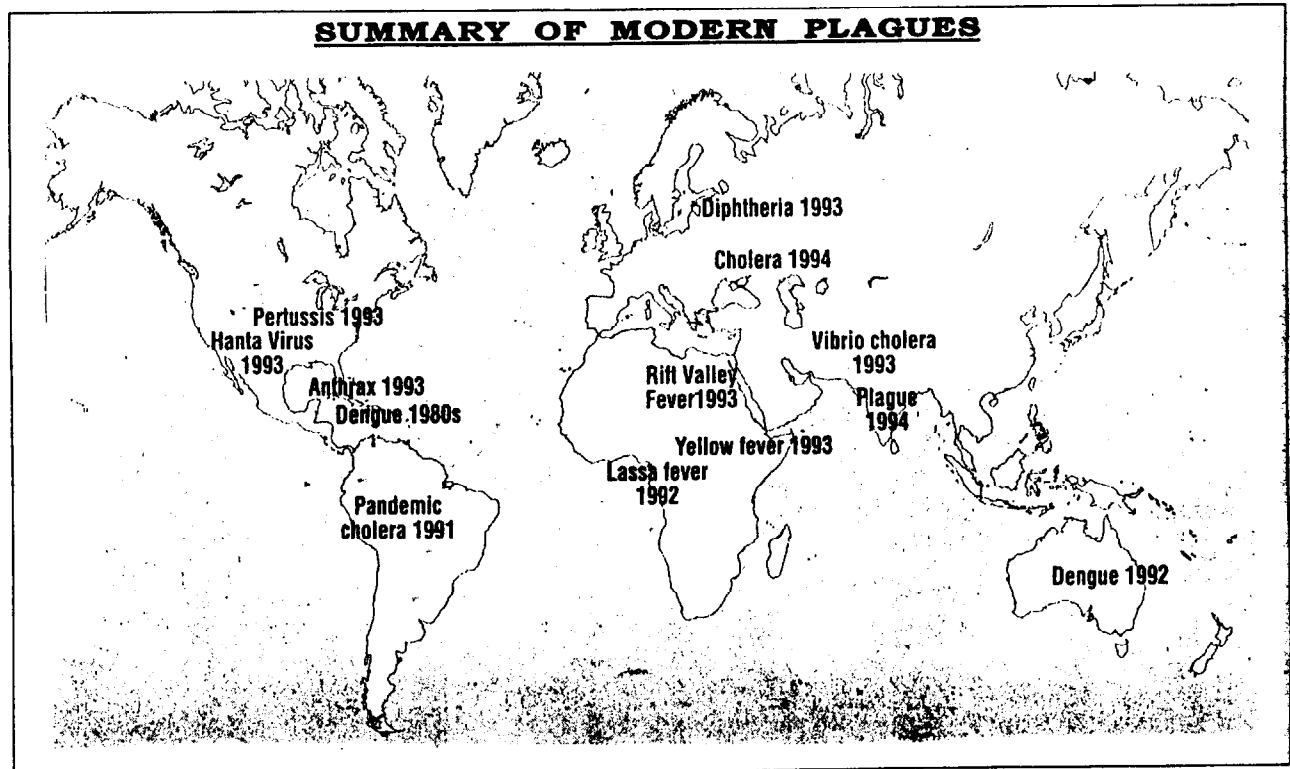 SUMMARY OF MODERN PLAGUES
Diphtheria 1993
Cholera 1994
Pertussis 1993
Hanta Virus
1993
Vibrio cholera
1993
Rift Valley
Fever1993
Anthrax 1993
Plague
1994
Dengue 1980s
Yellow fever 1993
Lassa fever
1992
Pandemic
cholera 1991
Dengue 1992